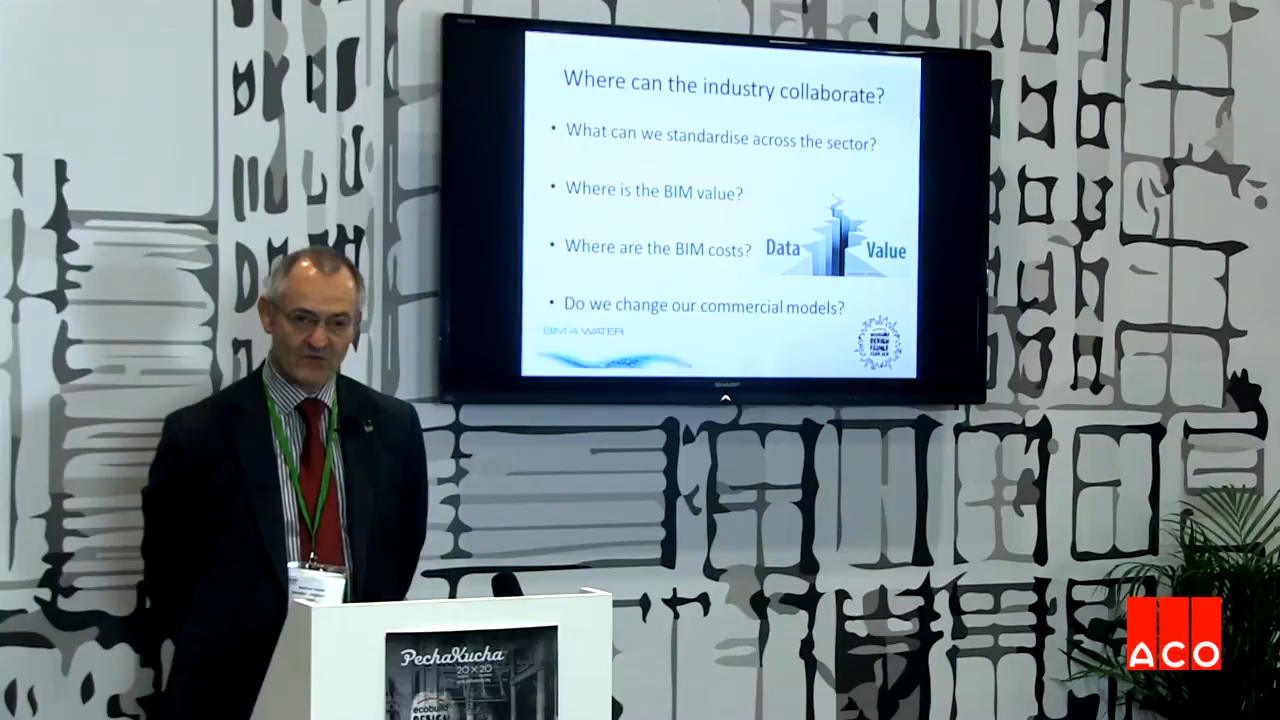 Where can the industry collaborate?
• What can we standardise across the sector?
• Where is the BIM value?
• Where are the BIM costs?
Data
Value
• Do we change our commercial models?
BIM 4 WATER
SHARP
PechaKucha
20×20
ecobuild
DESIGN
ACO